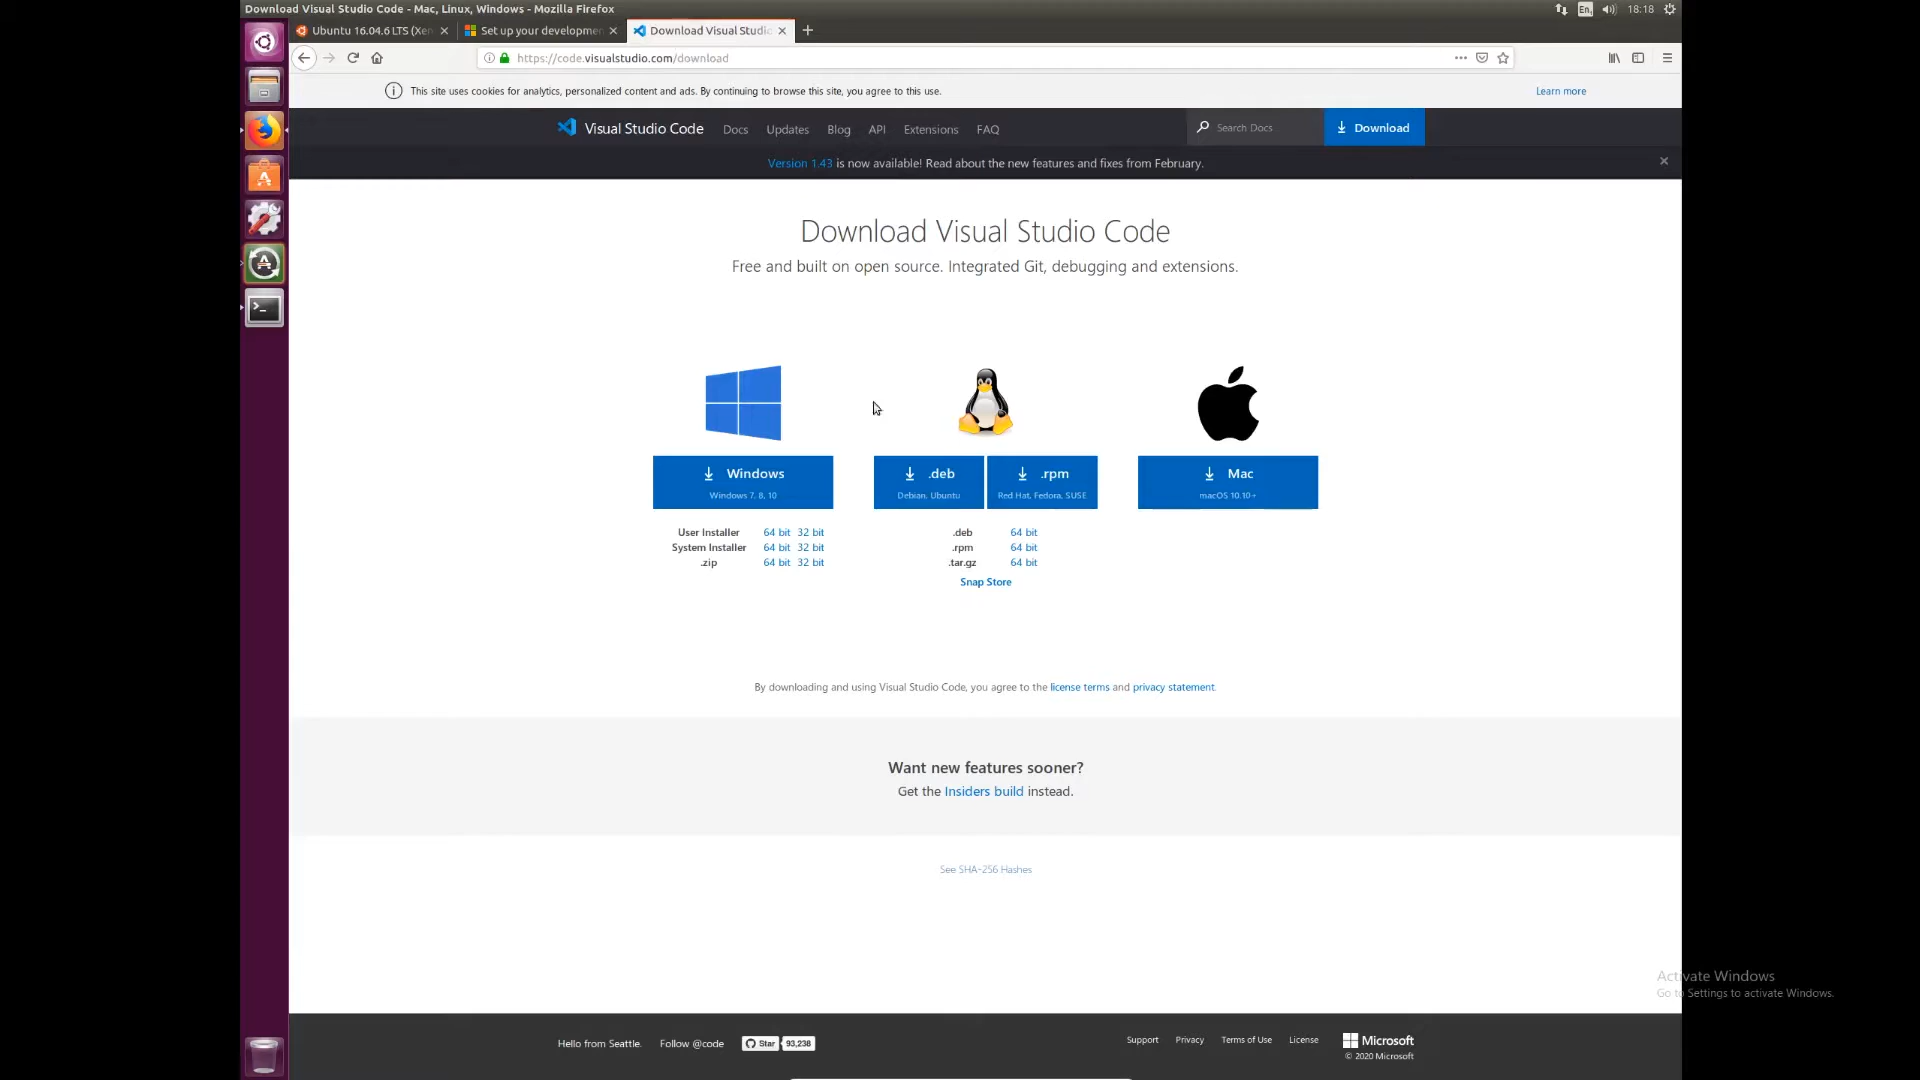 Download Visual Studio Code - Mac, Linux, Windows - Mozilla Firefox
En
18:18
Ubuntu 16.04.6 LTS (Xen
Set up your developmen
Download Visual Studio
https://code.visualstudio.com/download
This site uses cookies for analytics, personalized content and ads. By continuing to browse this site, you agree to this use.
Learn more
Visual Studio Code
Docs
Updates
Blog
API
Extensions
FAQ
Search Docs
Download
Version 1.43 is now available! Read about the new features and fixes from February.
Download Visual Studio Code
Free and built on open source. Integrated Git, debugging and extensions.
Windows
Windows 7, 8, 10
.deb
Debian, Ubuntu
.rpm
Red Hat, Fedora, SUSE
Mac
macOS 10.10+
User Installer 64 bit 32 bit
System Installer 64 bit 32 bit
.zip 64 bit 32 bit
.deb 64 bit
.rpm 64 bit
.tar.gz 64 bit
Snap Store
By downloading and using Visual Studio Code, you agree to the license terms and privacy statement.
Want new features sooner?
Get the Insiders build instead.
See SHA-256 Hashes
Activate Windows
Go to Settings to activate Windows.
Hello from Seattle.
Follow @code
Star
93,238
Support
Privacy
Terms of Use
License
Microsoft
© 2020 Microsoft